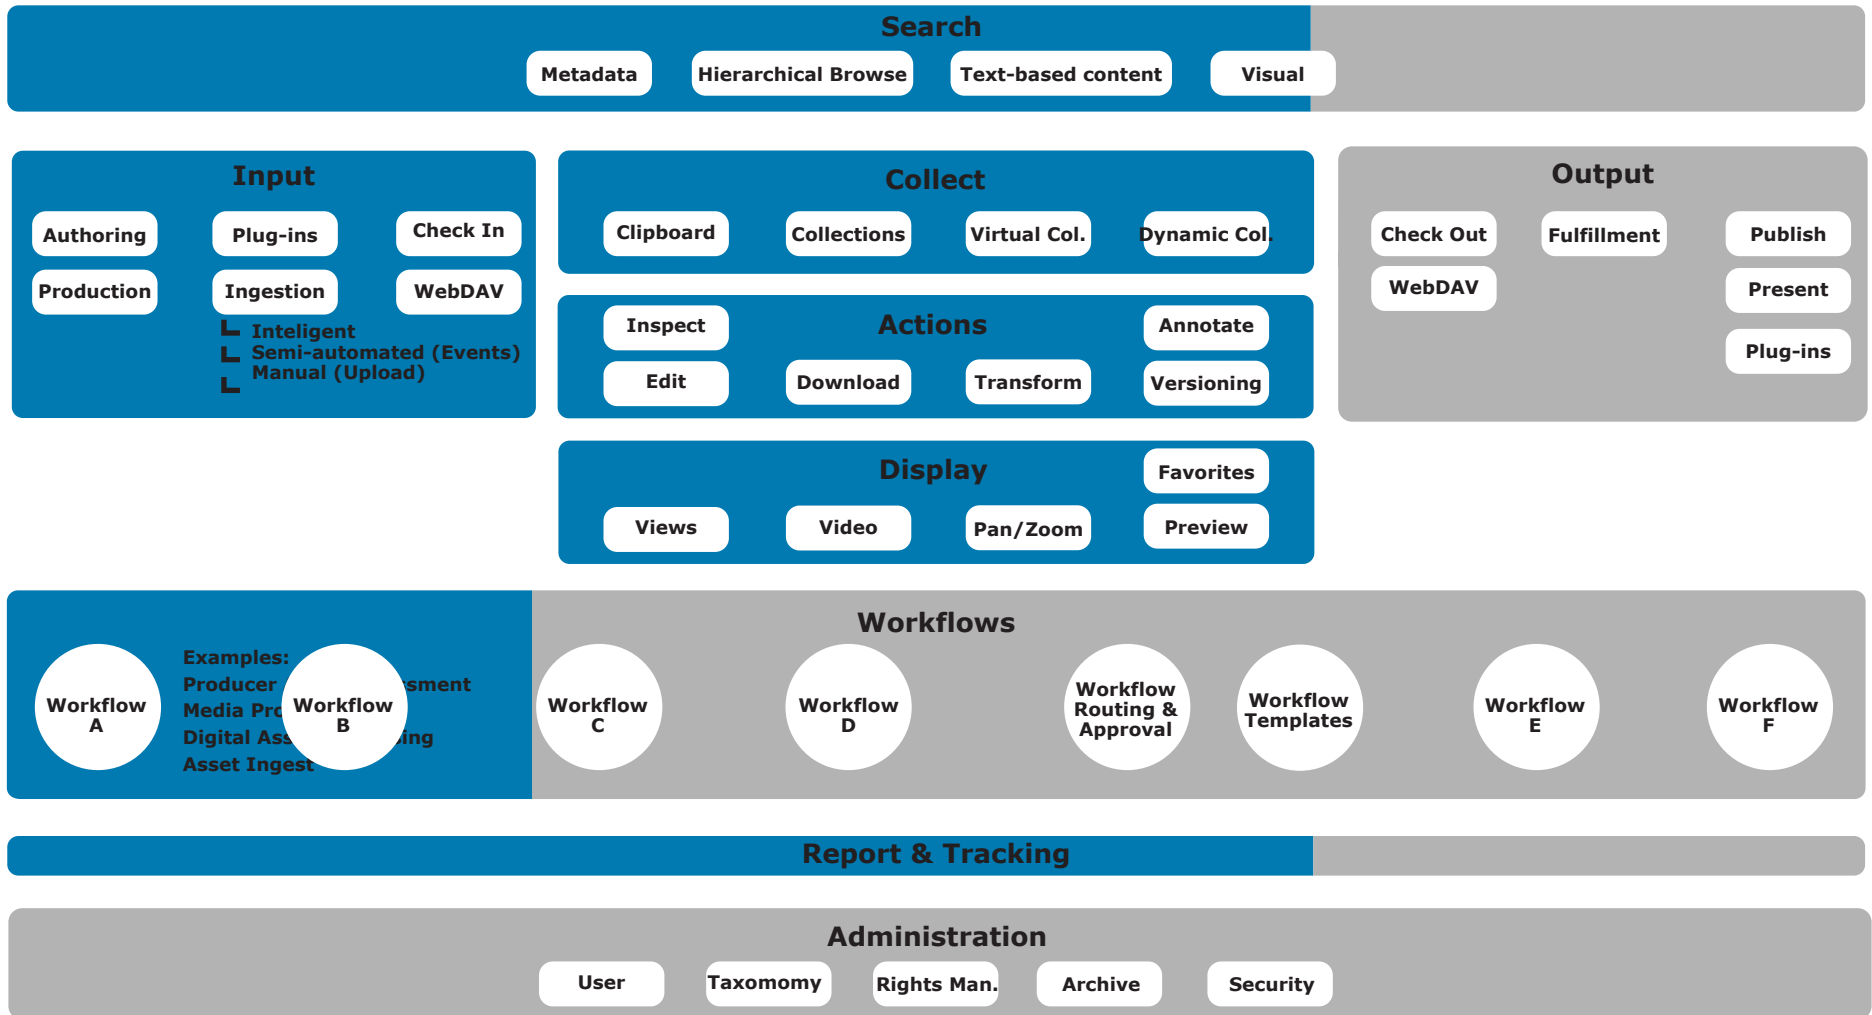 Search
Metadata
Hierarchical Browse
Text-based content
Visual
Input
Authoring
Plug-ins
Check In
Production
Ingestion
WebDAV
Inteligent
Semi-automated (Events)
Manual (Upload)
Collect
Clipboard
Collections
Virtual Col.
Dynamic Col.
Actions
Inspect
Annotate
Edit
Download
Transform
Versioning
Display
Favorites
Views
Video
Pan/Zoom
Preview
Output
Check Out
Fulfillment
Publish
WebDAV
Present
Plug-ins
Workflows
Workflow
A
Examples:
Producer
Media
Digital
Asset Ingest
Workflow
B
Workflow
C
Workflow
D
Workflow
Routing &
Approval
Workflow
Templates
Workflow
E
Workflow
F
Report & Tracking
Administration
User
Taxomomy
Rights Man.
Archive
Security